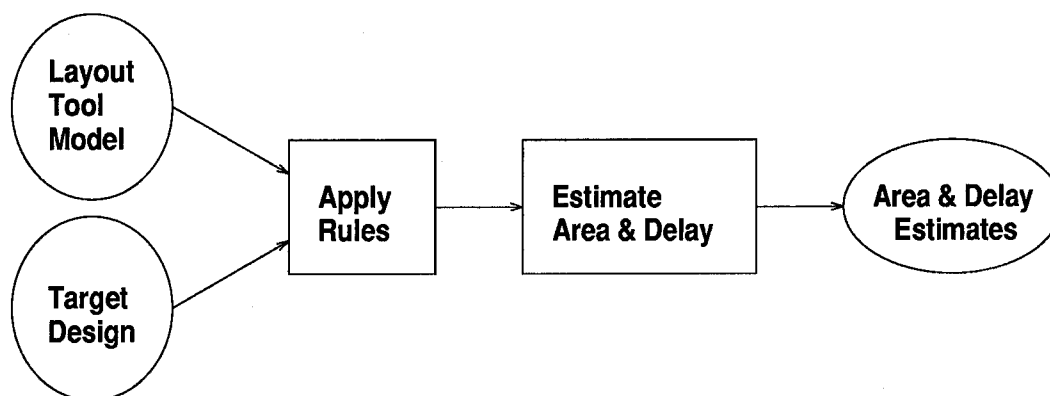 Layout
Tool
Model
Target
Design
Apply
Rules
Estimate
Area & Delay
Area & Delay
Estimates